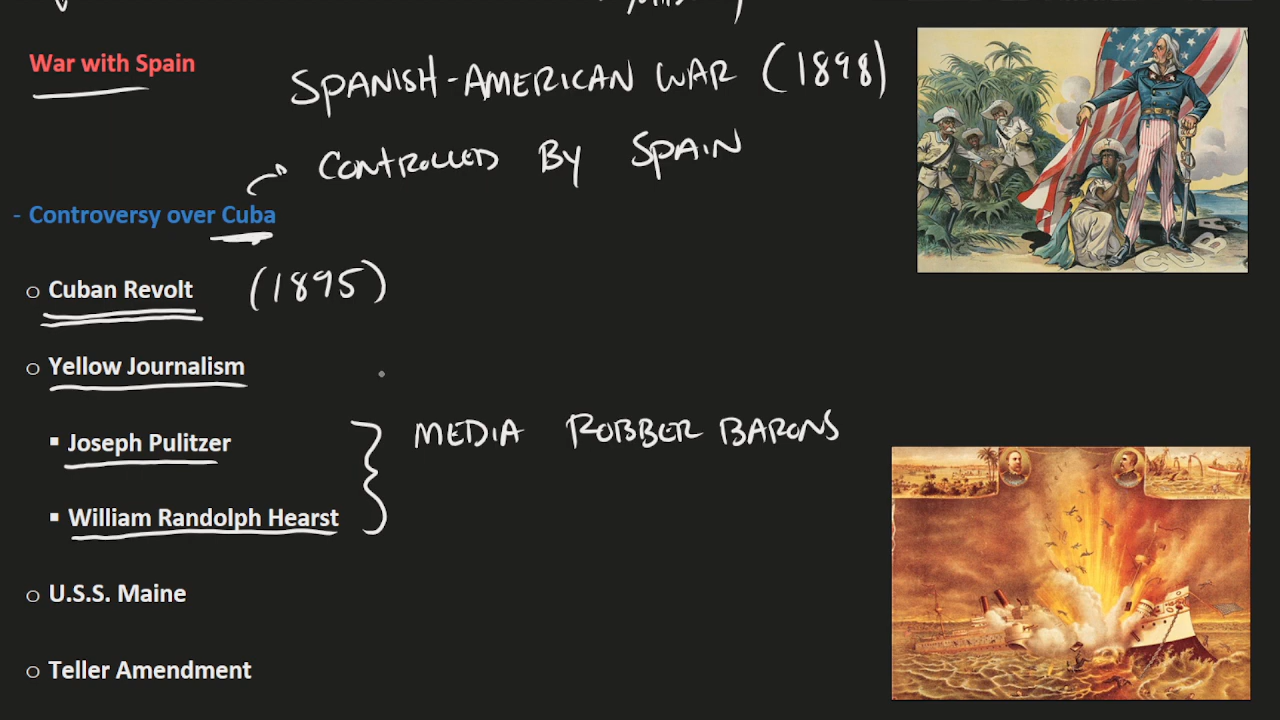 War with Spain
SPANISH-AMERICAN WAR (1898)
CONTROLLED BY SPAIN
- Controversy over Cuba
o Cuban Revolt (1895)
o Yellow Journalism
▪ Joseph Pulitzer
MEDIA ROBBER BARONS
▪ William Randolph Hearst
o U.S.S. Maine
o Teller Amendment
CUBA